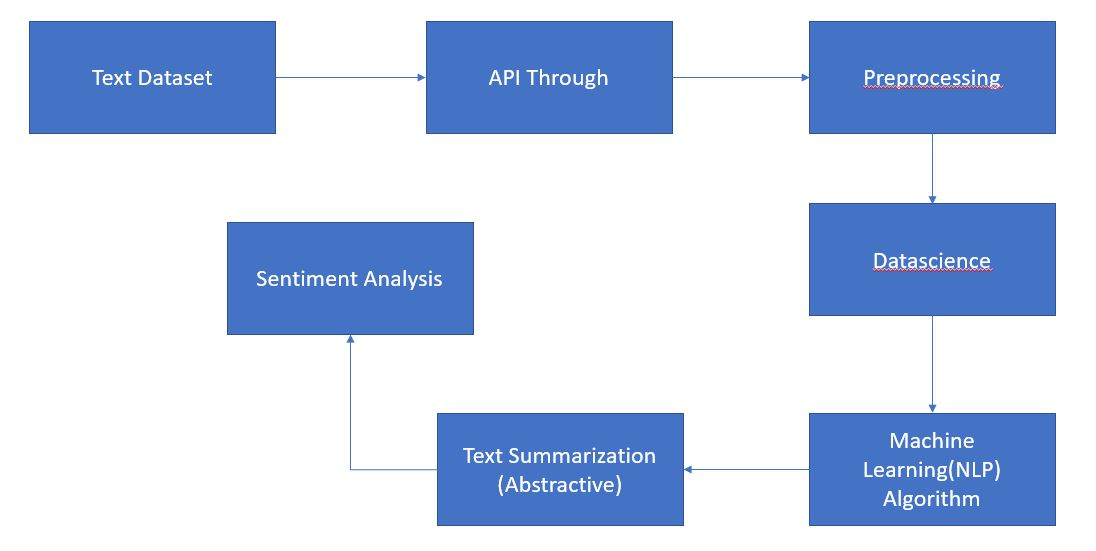 Text Dataset
API Through
Preprocessing
Datascience
Machine
Learning(NLP)
Algorithm
Text Summarization
(Abstractive)
Sentiment Analysis